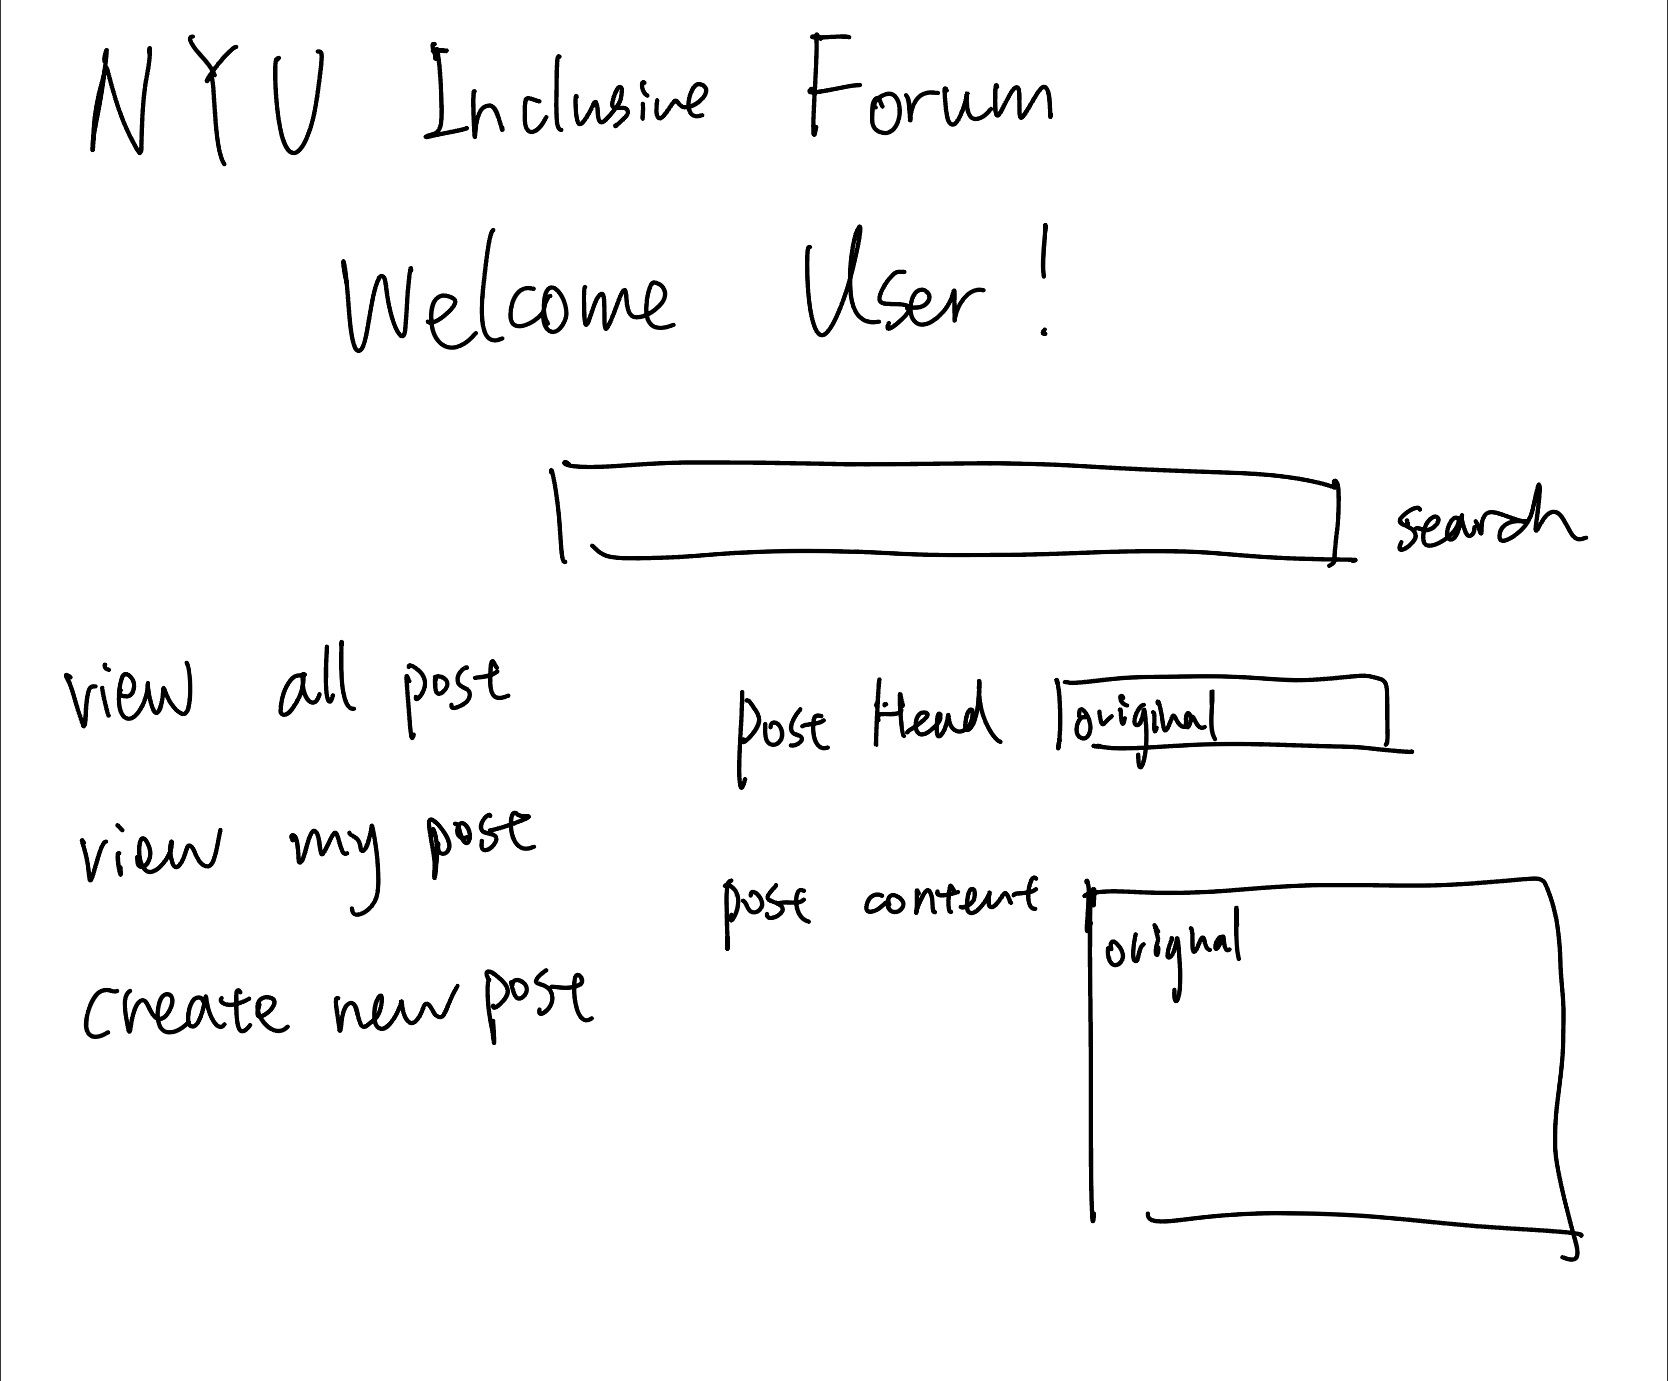 NYU Inclusive Forum
Welcome User!
search
view all post
post Head
original
view my post
post content
original
create new post